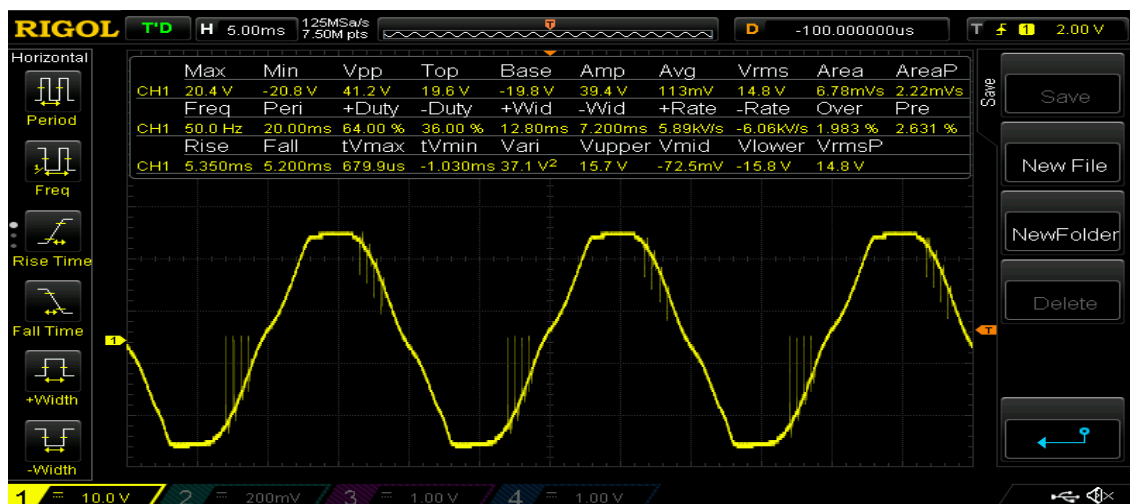 RIGOL T'D H 5.00ms 125MSa/s 7.50M pts D -100.000000us T 1 2.00 V
Horizontal
Period
Freq
Rise Time
Fall Time
+Width
-Width
Max Min Vpp Top Base Amp Avg Vrms Area AreaP
CH1 20.4 V -20.8 V 41.2 V 19.6 V -19.8 V 39.4 V 113mV 14.8 V 6.78mVs 2.22mVs
Freq Peri +Duty -Duty +Wid -Wid +Rate -Rate Over Pre
CH1 50.0 Hz 20.00ms 64.00 % 36.00 % 12.80ms 7.200ms 5.89kV/s -6.06kV/s 1.983 % 2.631 %
Rise Fall tVmax tVmin Vari Vupper Vmid Vlower VrmsP
CH1 5.350ms 5.200ms 679.9us -1.030ms 37.1 V² 15.7 V -72.5mV -15.8 V 14.8 V
T
1
T
Save
Save
New File
NewFolder
Delete
1 = 10.0 V 2 = 200mV 3 = 1.00 V 4 = 1.00 V